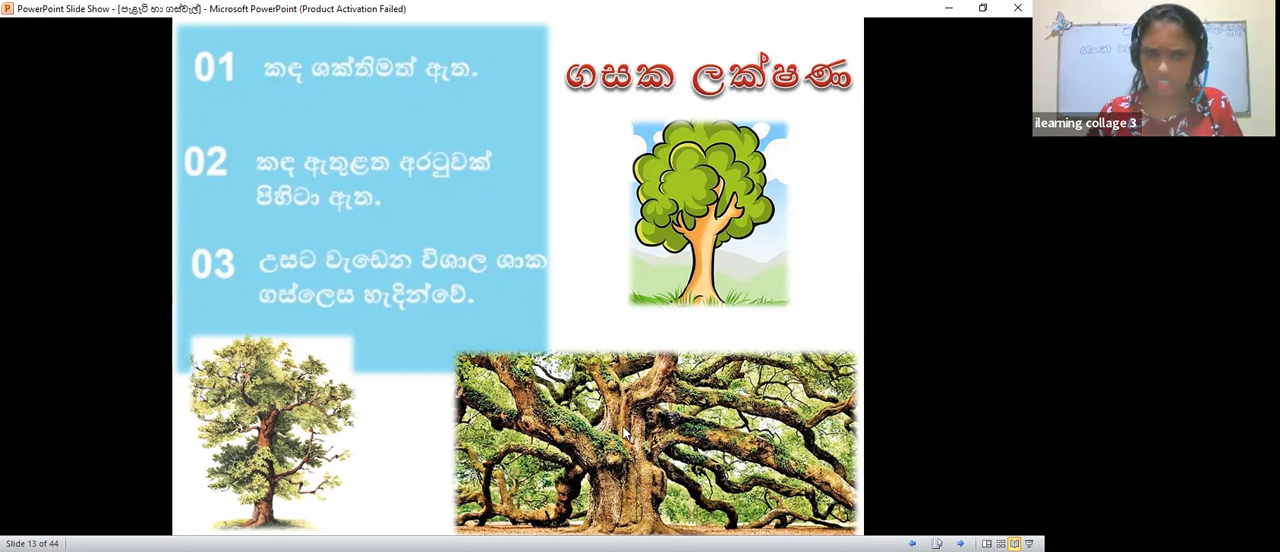 PowerPoint Slide Show - [පැළෑටි හා ගස්වැල්] - Microsoft PowerPoint (Product Activation Failed)
ගසක ලක්ෂණ
01 කඳ ශක්තිමත් ඇත.
02 කඳ ඇතුළත අරටුවක්
පිහිටා ඇත.
03 උසට වැඩෙන විශාල ශාක
ගස්ලෙස හැදින්වේ.
ilearning collage 3
Slide 13 of 44